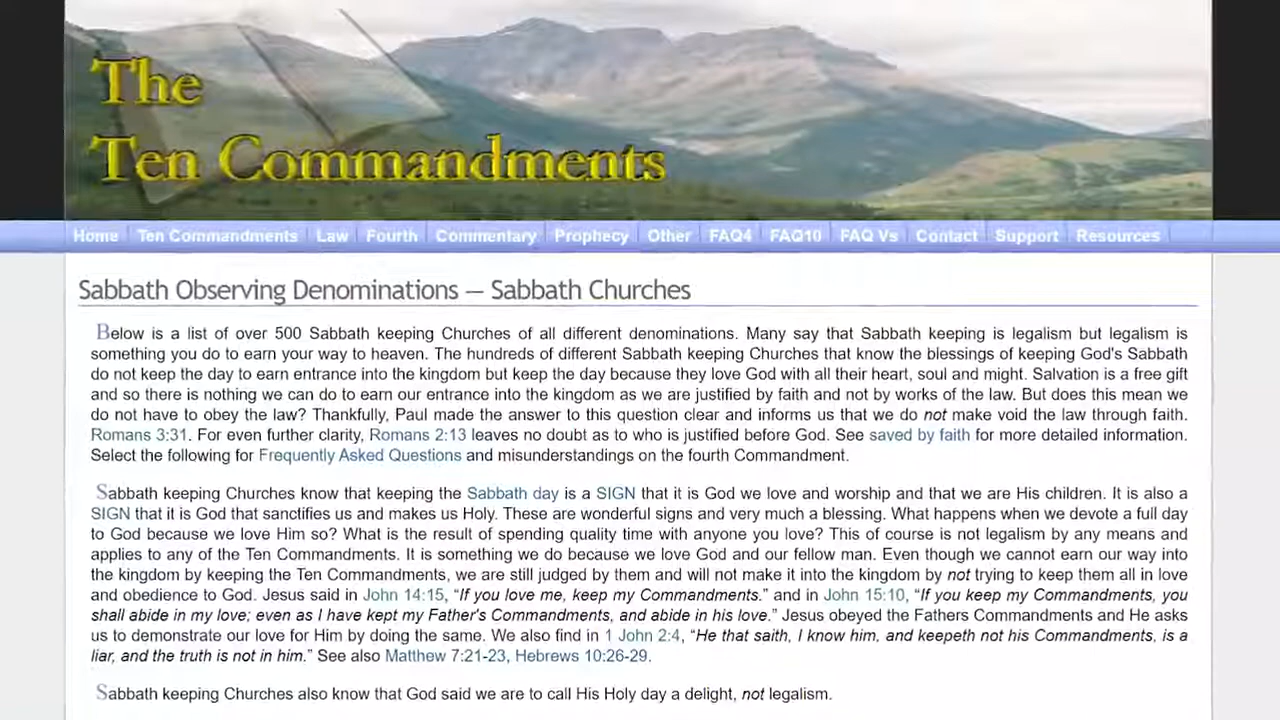 The
Ten Commandments
Home Ten Commandments Law Fourth Commentary Prophecy Other FAQ4 FAQ10 FAQ Vs Contact Support Resources
Sabbath Observing Denominations — Sabbath Churches
Below is a list of over 500 Sabbath keeping Churches of all different denominations. Many say that Sabbath keeping is legalism but legalism is
something you do to earn your way to heaven. The hundreds of different Sabbath keeping Churches that know the blessings of keeping God's Sabbath
do not keep the day to earn entrance into the kingdom but keep the day because they love God with all their heart, soul and might. Salvation is a free gift
and so there is nothing we can do to earn our entrance into the kingdom as we are justified by faith and not by works of the law. But does this mean we
do not have to obey the law? Thankfully, Paul made the answer to this question clear and informs us that we do not make void the law through faith.
Romans 3:31. For even further clarity, Romans 2:13 leaves no doubt as to who is justified before God. See saved by faith for more detailed information.
Select the following for Frequently Asked Questions and misunderstandings on the fourth Commandment.
Sabbath keeping Churches know that keeping the Sabbath day is a SIGN that it is God we love and worship and that we are His children. It is also a
SIGN that it is God that sanctifies us and makes us Holy. These are wonderful signs and very much a blessing. What happens when we devote a full day
to God because we love Him so? What is the result of spending quality time with anyone you love? This of course is not legalism by any means and
applies to any of the Ten Commandments. It is something we do because we love God and our fellow man. Even though we cannot earn our way into
the kingdom by keeping the Ten Commandments, we are still judged by them and will not make it into the kingdom by not trying to keep them all in love
and obedience to God. Jesus said in John 14:15, “If you love me, keep my Commandments.” and in John 15:10, “If you keep my Commandments, you
shall abide in my love; even as I have kept my Father's Commandments, and abide in his love.” Jesus obeyed the Fathers Commandments and He asks
us to demonstrate our love for Him by doing the same. We also find in 1 John 2:4, “He that saith, I know him, and keepeth not his Commandments, is a
liar, and the truth is not in him.” See also Matthew 7:21-23, Hebrews 10:26-29.
Sabbath keeping Churches also know that God said we are to call His Holy day a delight, not legalism.